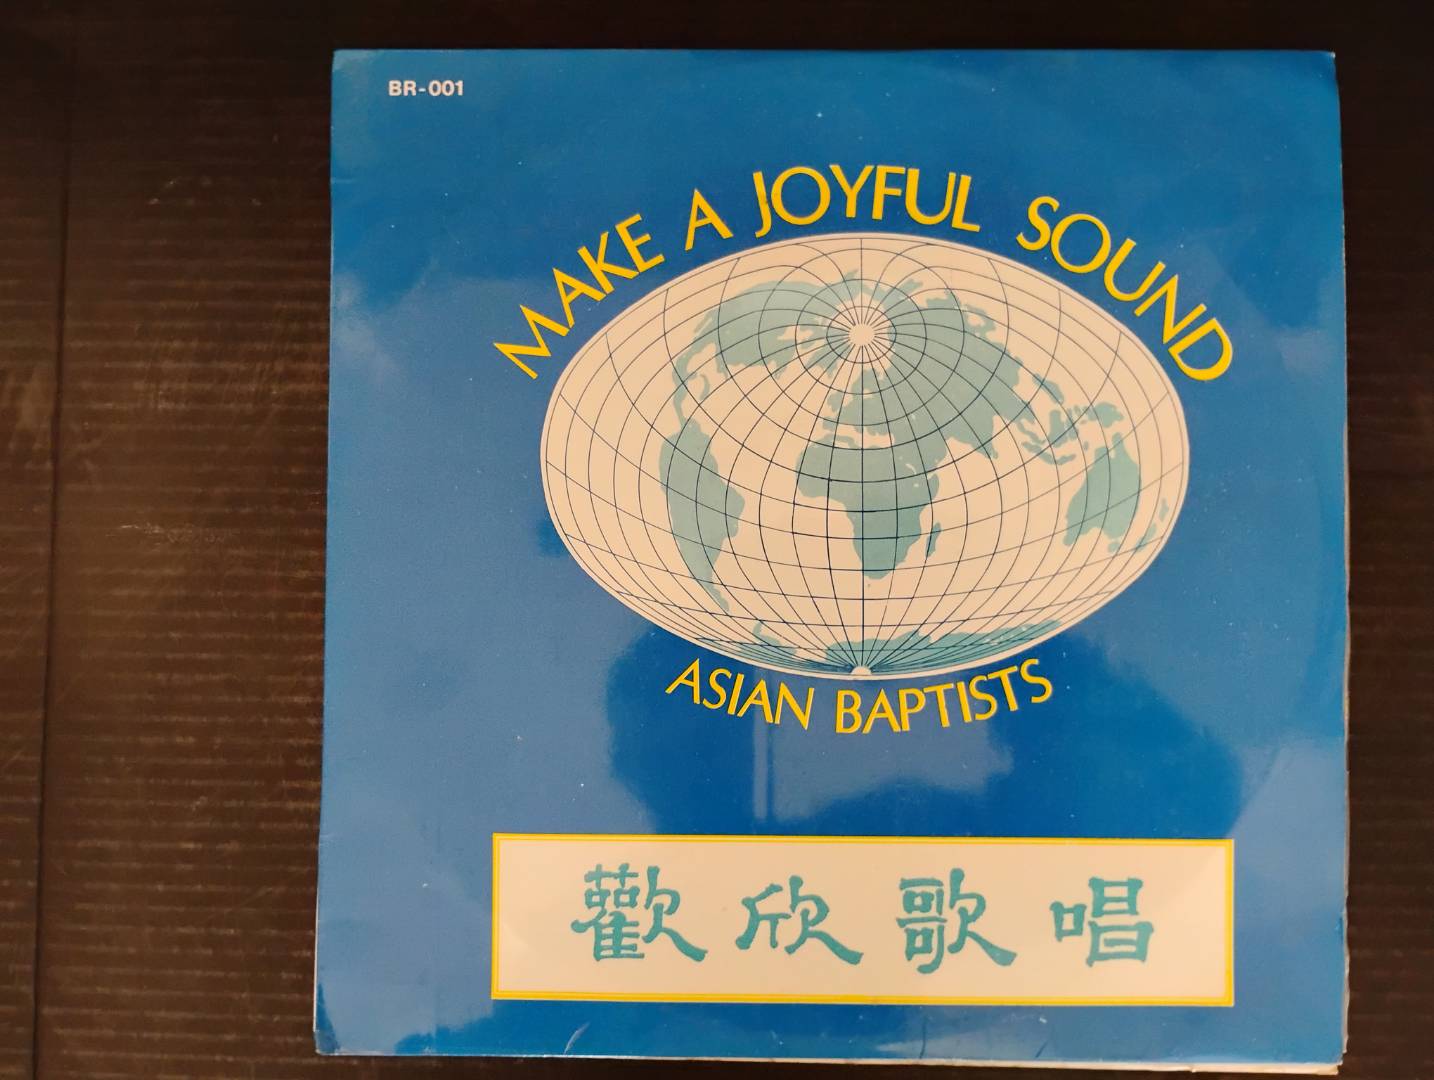 BR-001
MAKE A JOYFUL SOUND
ASIAN BAPTISTS
歡欣歌唱